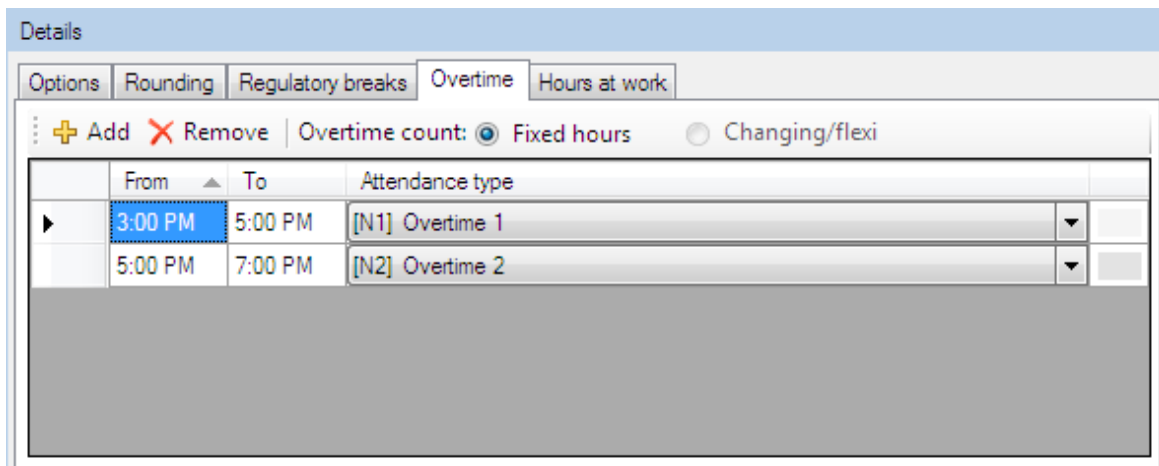 Details
Options Rounding Regulatory breaks Overtime Hours at work
Add Remove Overtime count: Fixed hours Changing/flexi
From To Attendance type
3:00 PM 5:00 PM [N1] Overtime 1
5:00 PM 7:00 PM [N2] Overtime 2